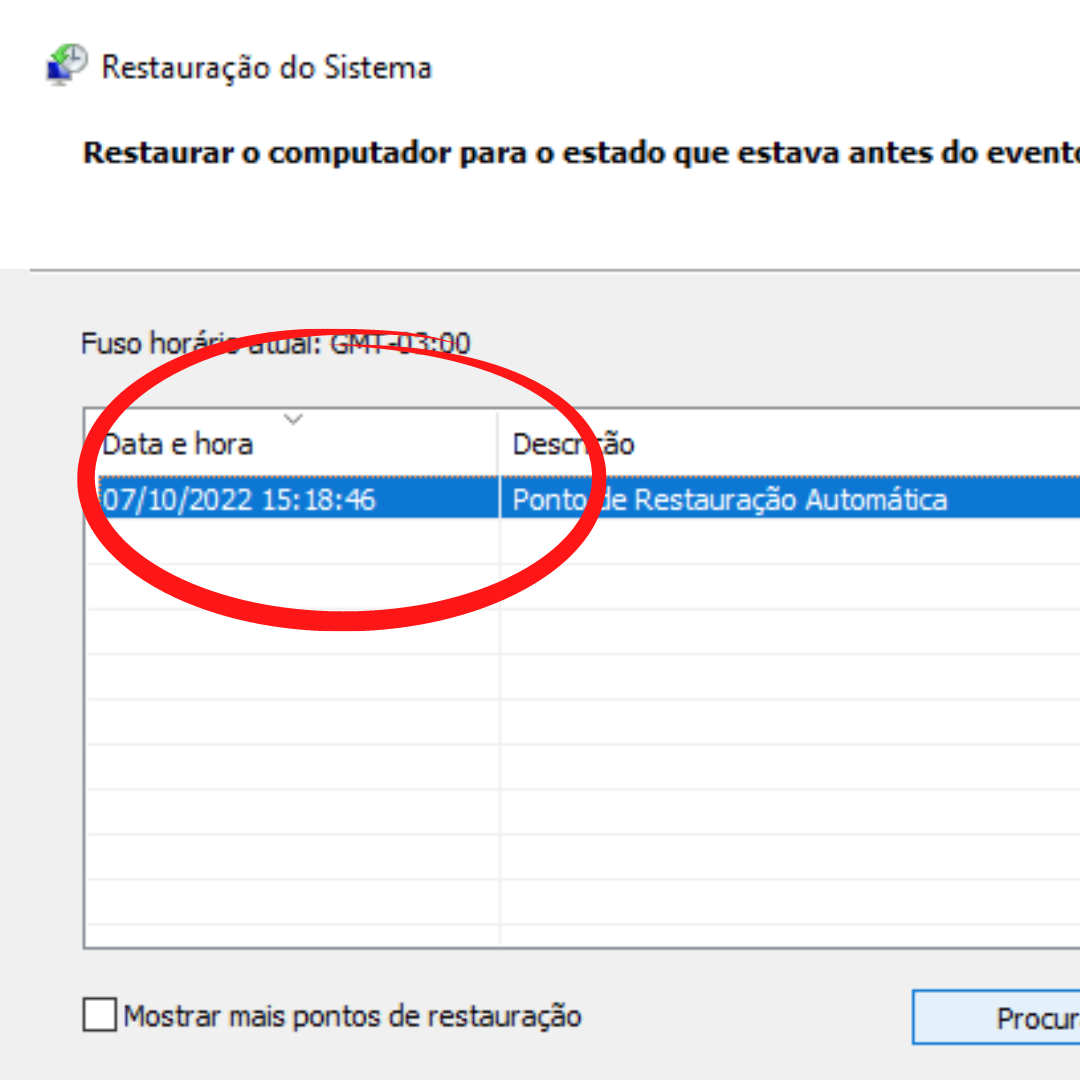 Restauração do Sistema
Restaurar o computador para o estado que estava antes do evento
Fuso horário atual: GMT-03:00
Data e hora
Descrição
07/10/2022 15:18:46
Ponto de Restauração Automática
Mostrar mais pontos de restauração
Procur